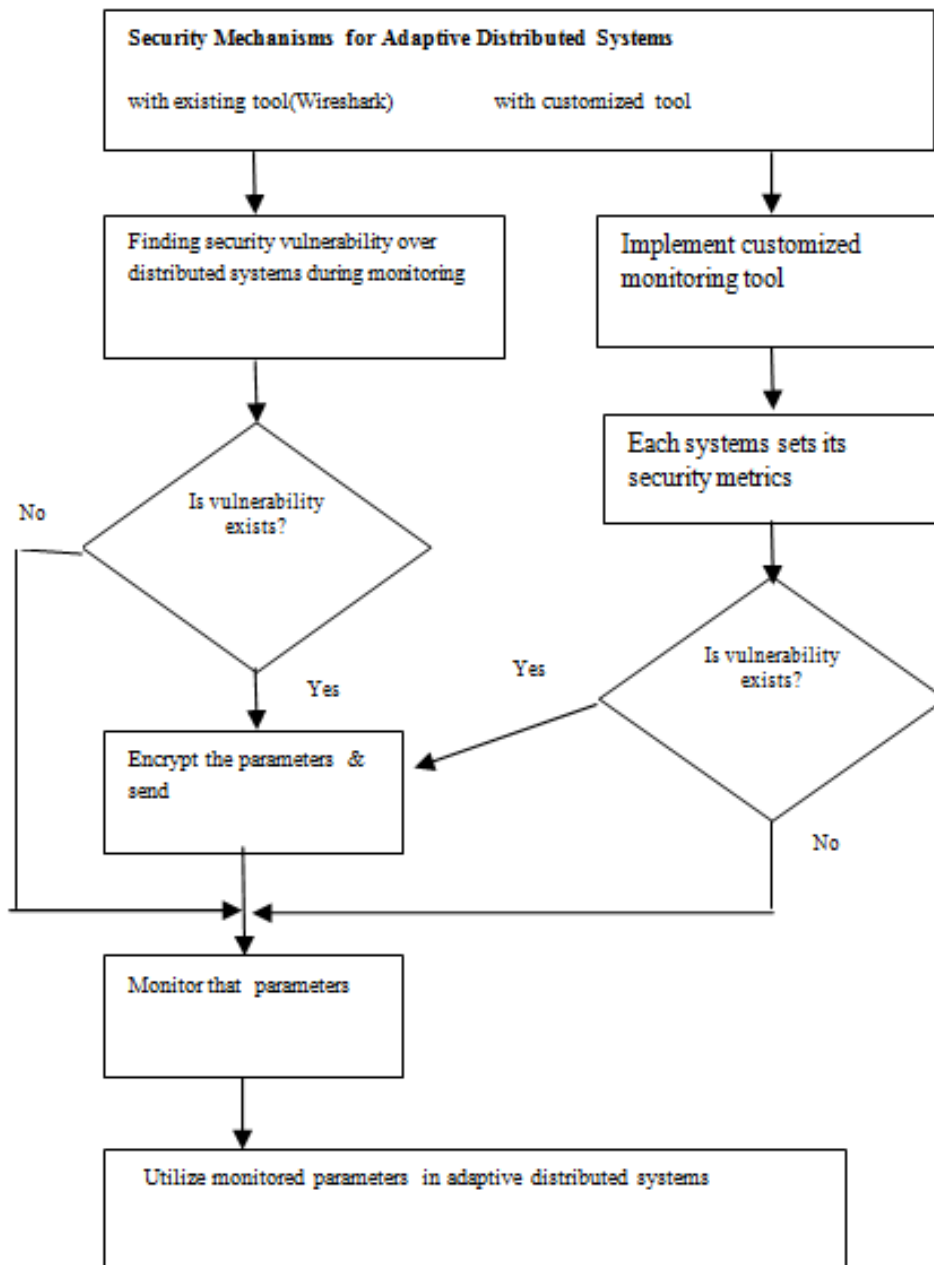 Security Mechanisms for Adaptive Distributed Systems
with existing tool(Wireshark) with customized tool
Finding security vulnerability over
distributed systems during monitoring
Implement customized
monitoring tool
Each systems sets its
security metrics
Is vulnerability
exists?
No
Is vulnerability
exists?
Yes
Yes
Encrypt the parameters &
send
No
Monitor that parameters
Utilize monitored parameters in adaptive distributed systems